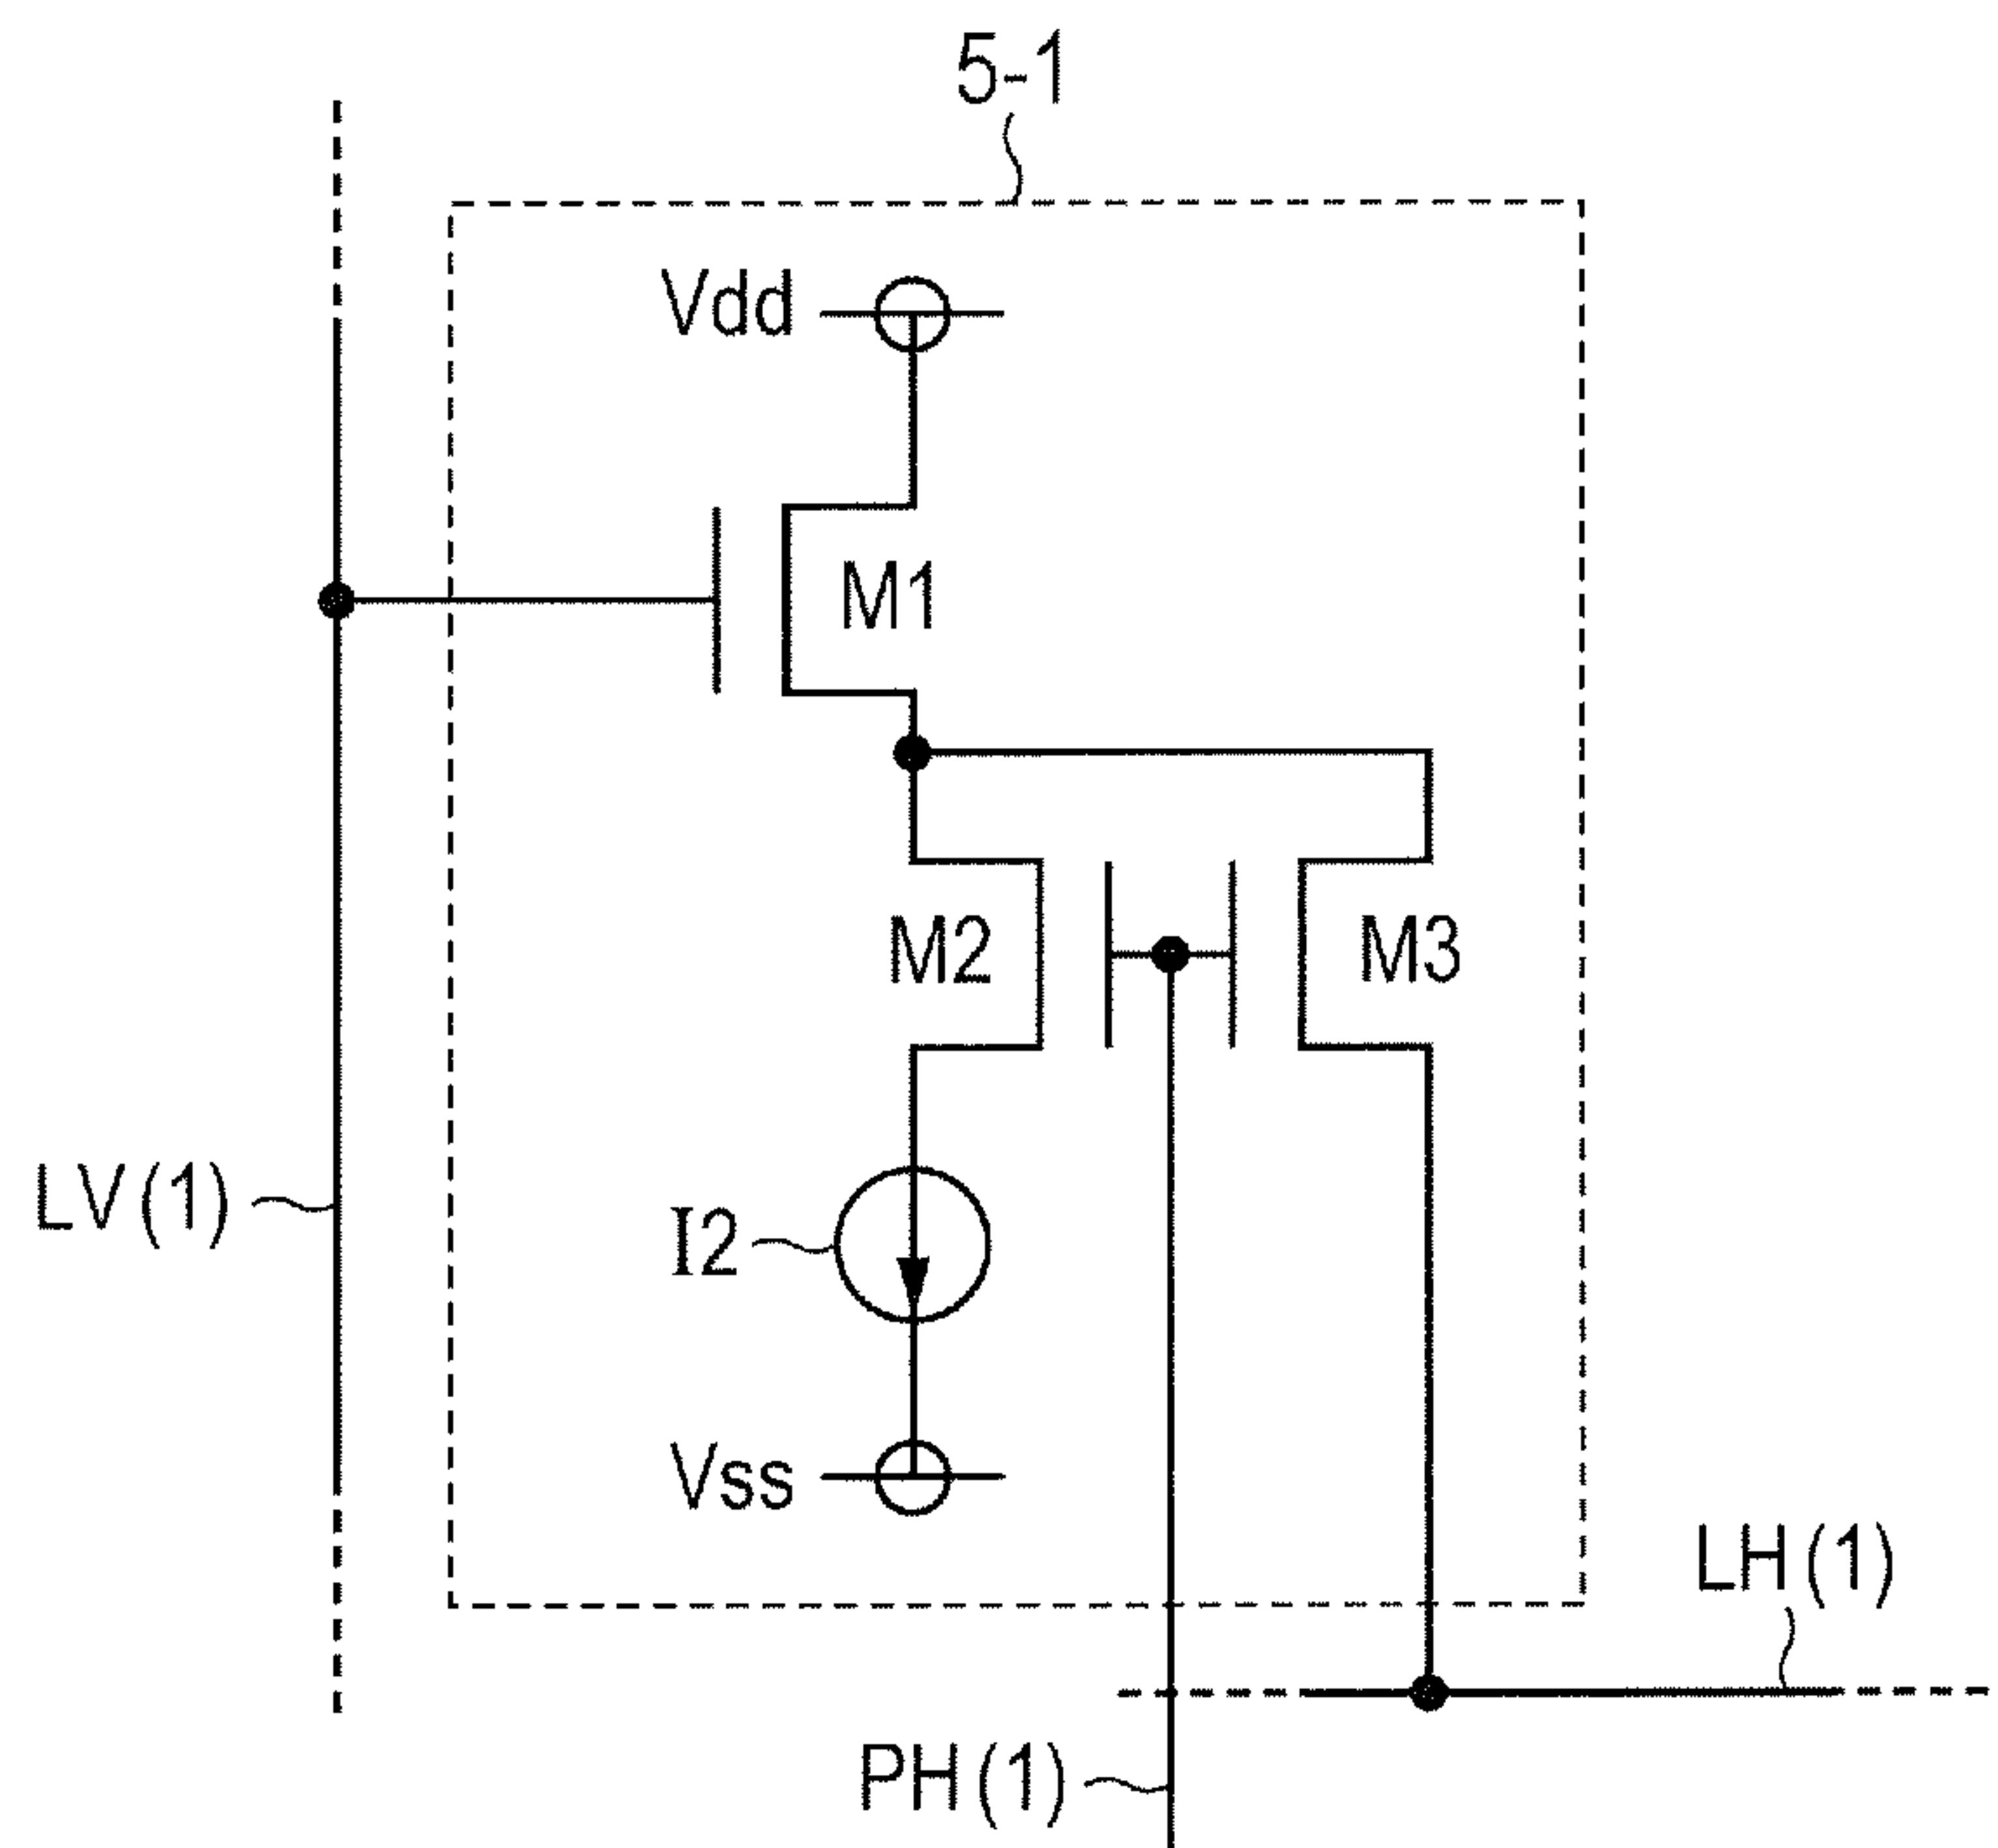 5-1
Vdd
M1
M2
M3
LV(1)
I2
Vss
LH(1)
PH(1)